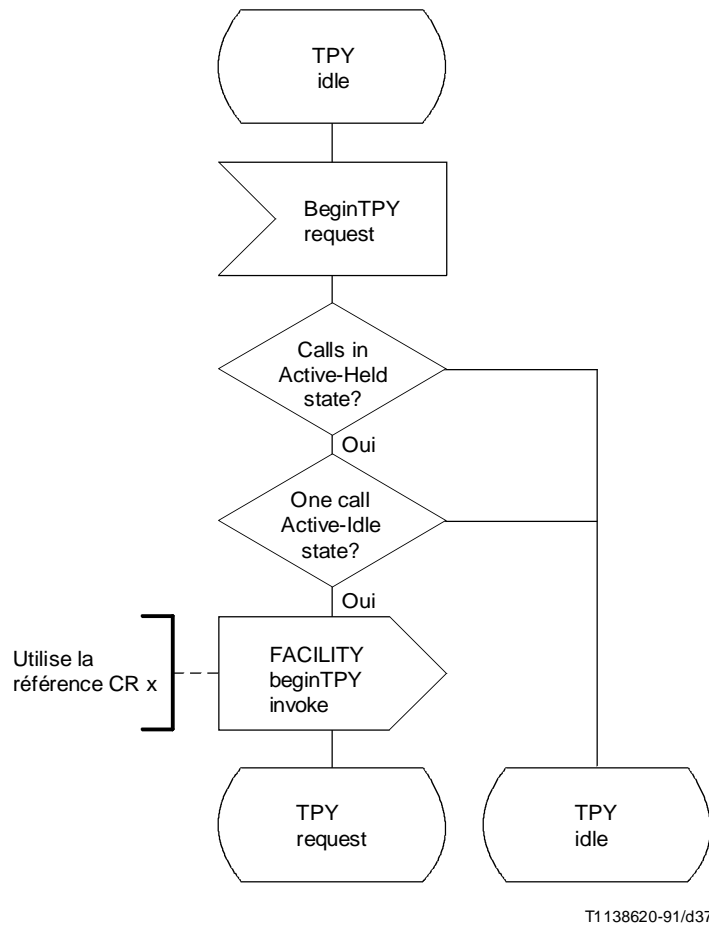 TPY
idle
BeginTPY
request
Calls in
Active-Held
state?
Oui
One call
Active-Idle
state?
Oui
Utilise la
référence CR x
FACILITY
beginTPY
invoke
TPY
request
TPY
idle
T1138620-91/d37